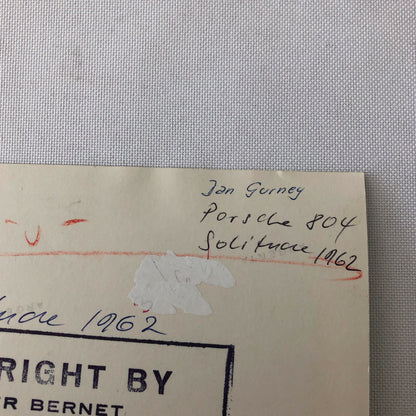 Dan Gurney
Porsche 804
Solitude 1962
1962
RIGHT BY
R BERNET